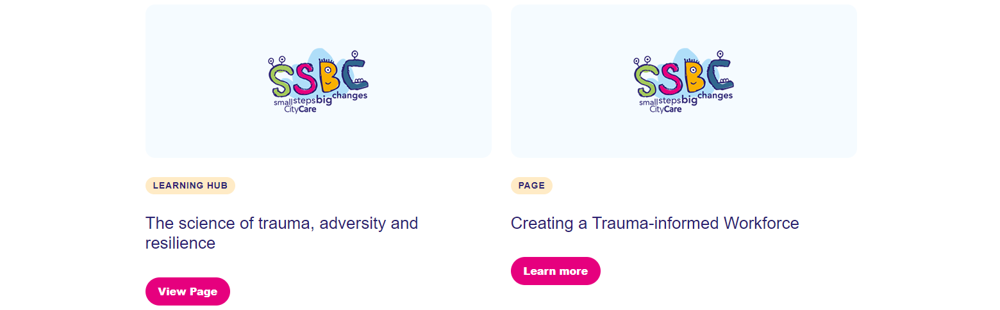 SSBC
small steps big changes
CityCare
SSBC
small steps big changes
CityCare
LEARNING HUB
PAGE
The science of trauma, adversity and
resilience
Creating a Trauma-informed Workforce
View Page
Learn more